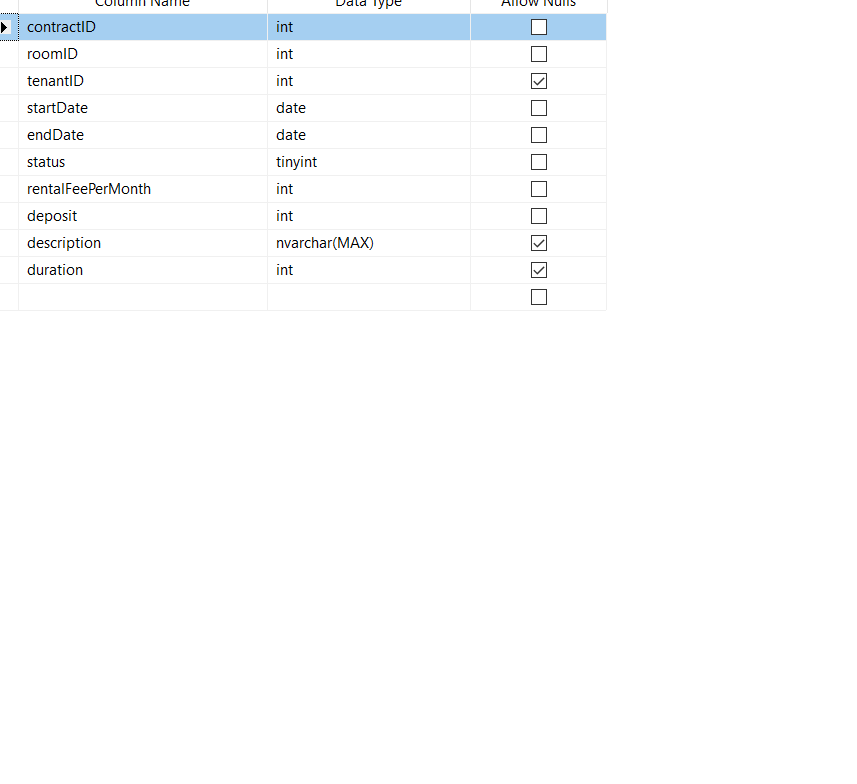 Column Name Data Type Allow Nulls
contractID int
roomID int
tenantID int
startDate date
endDate date
status tinyint
rentalFeePerMonth int
deposit int
description nvarchar(MAX)
duration int